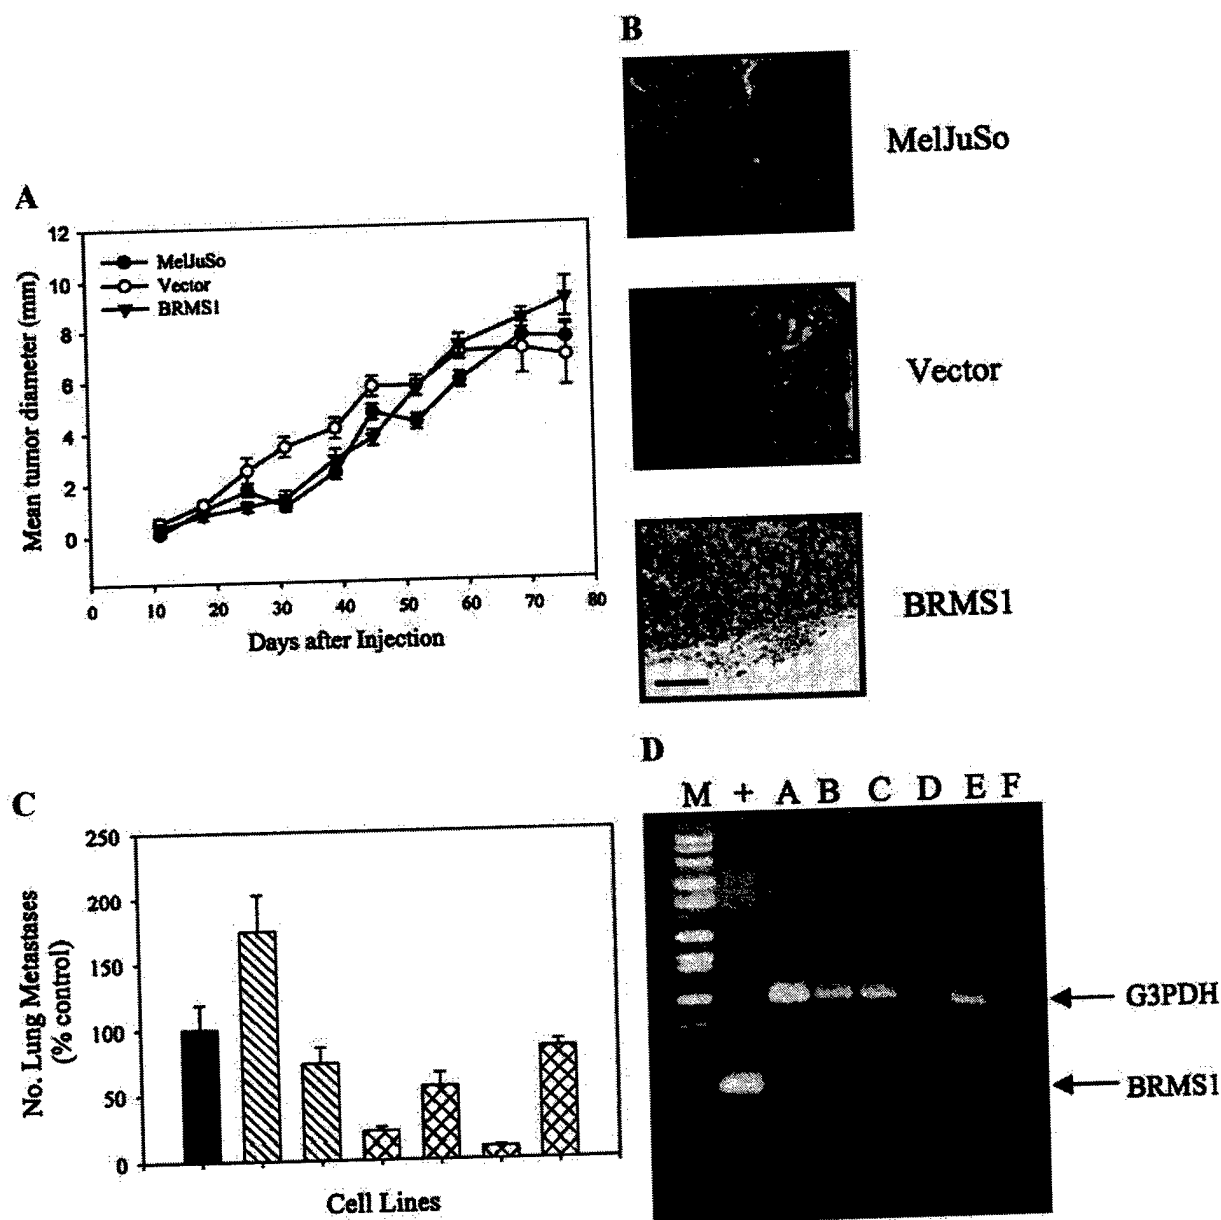 B
MelJuSo
Vector
BRMS1
A
12
10
8
6
4
2
0
Mean tumor diameter (mm)
MelJuSo
Vector
BRMS1
0 10 20 30 40 50 60 70 80
Days after Injection
C
250
200
150
100
50
0
No. Lung Metastases
(% control)
Cell Lines
D
M + A B C D E F
G3PDH
BRMS1